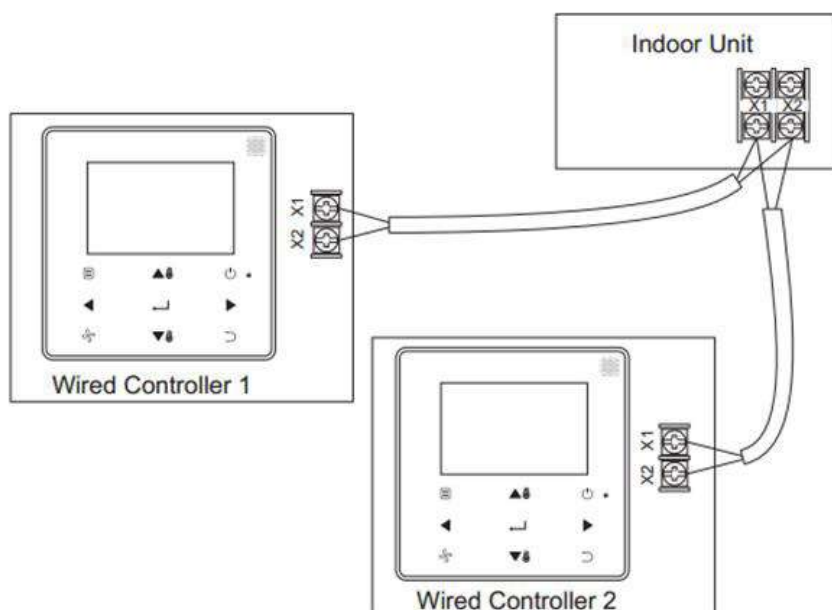 Indoor Unit
X1 X2
X1
X2
Wired Controller 1
X1
X2
Wired Controller 2